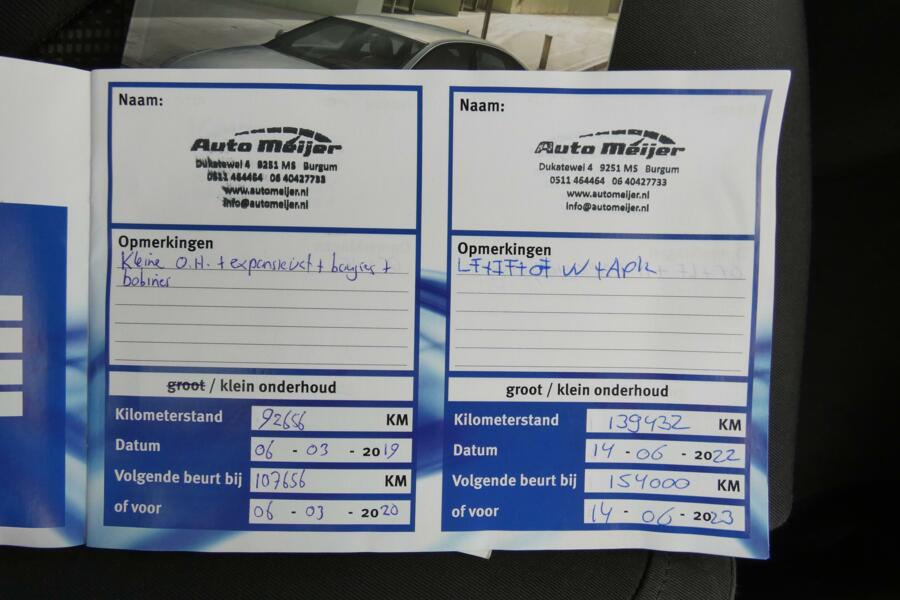 Naam:
Auto Meijer
Dukatewei 4 9251 MS Burgum
0511 464464 06 40427733
www.automeijer.nl
info@automeijer.nl
Opmerkingen
Kleine O.H. + expansievat + bougies +
bobines
groot / klein onderhoud
Kilometerstand 92656 KM
Datum 06 - 03 - 2019
Volgende beurt bij 107656 KM
of voor 06 - 03 - 2020
Naam:
Auto Meijer
Dukatewei 4 9251 MS Burgum
0511 464464 06 40427733
www.automeijer.nl
info@automeijer.nl
Opmerkingen
LF+IF+OF W + Apk
groot / klein onderhoud
Kilometerstand 139432 KM
Datum 14 - 06 - 2022
Volgende beurt bij 154000 KM
of voor 14 - 06 - 2023